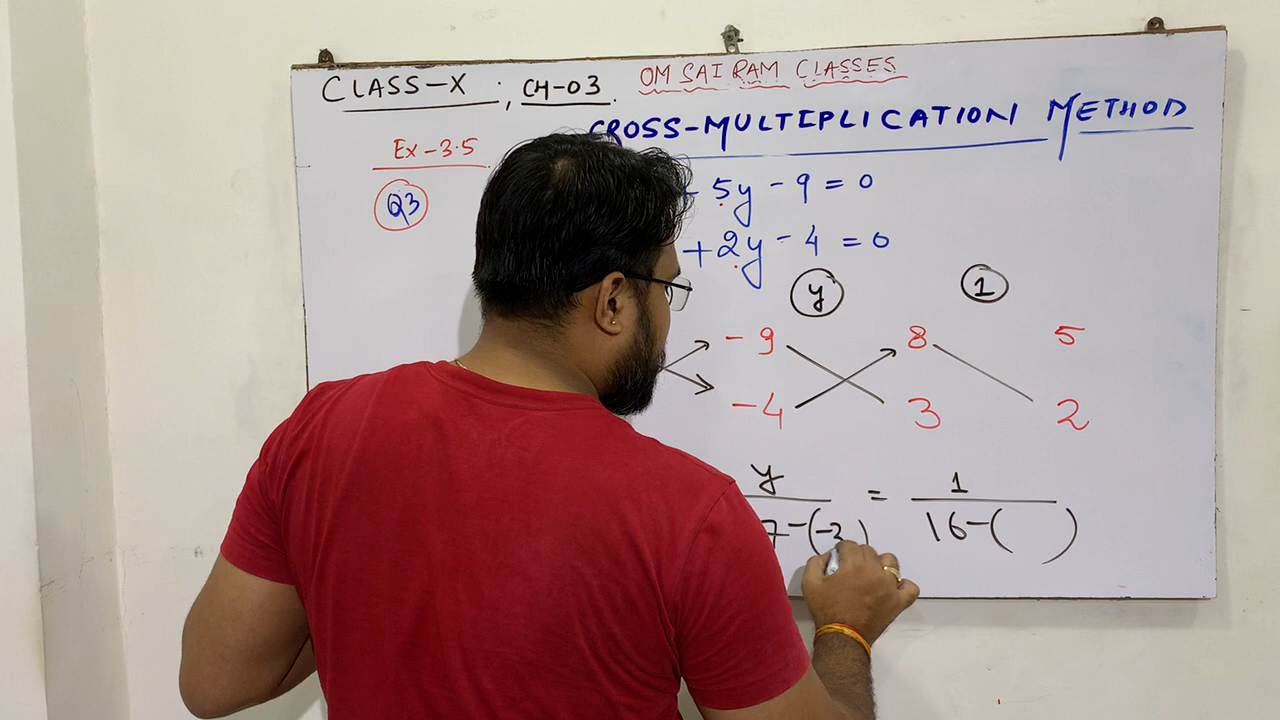 CLASS-X ; CH-03. OM SAI RAM CLASSES
CROSS-MULTIPLICATION METHOD
Ex-3.5
Q3
5y - 9 = 0
+ 2y - 4 = 0
y 1
-9 8 5
-4 3 2
y = 1
7-(-3 ) 16-( )